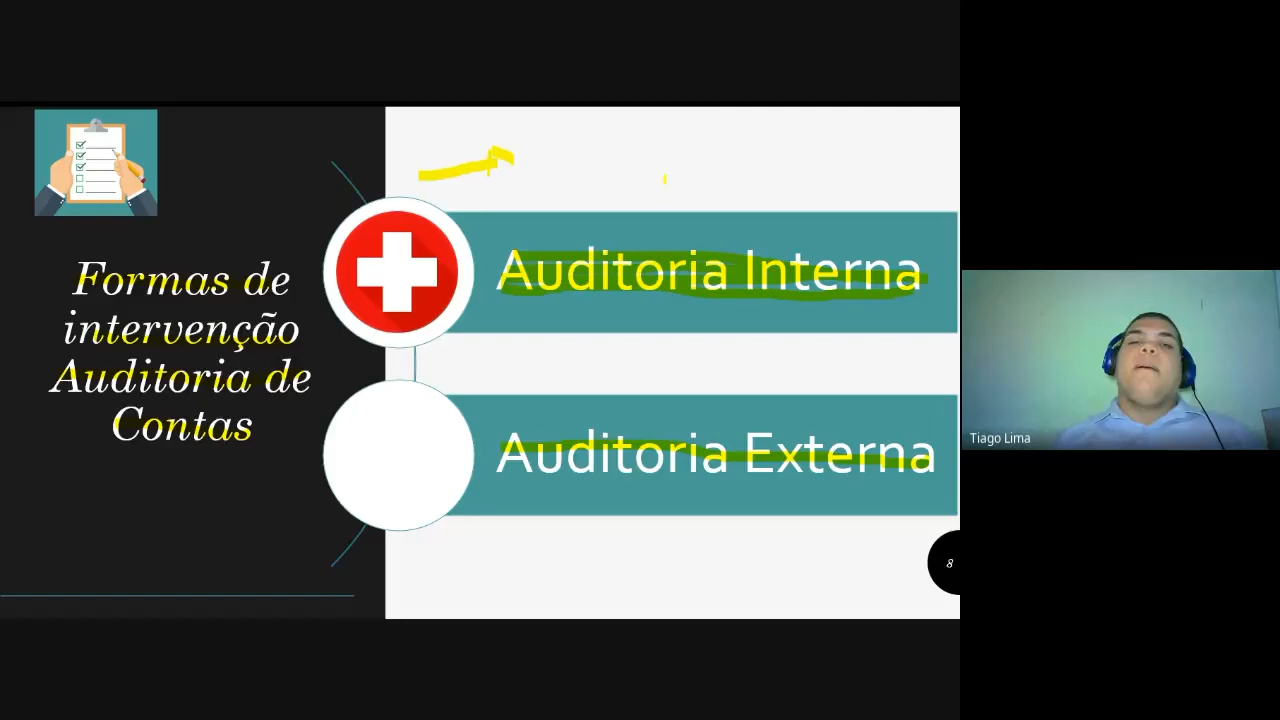 Formas de
intervenção
Auditoria de
Contas
Auditoria Interna
Auditoria Externa
8
Tiago Lima